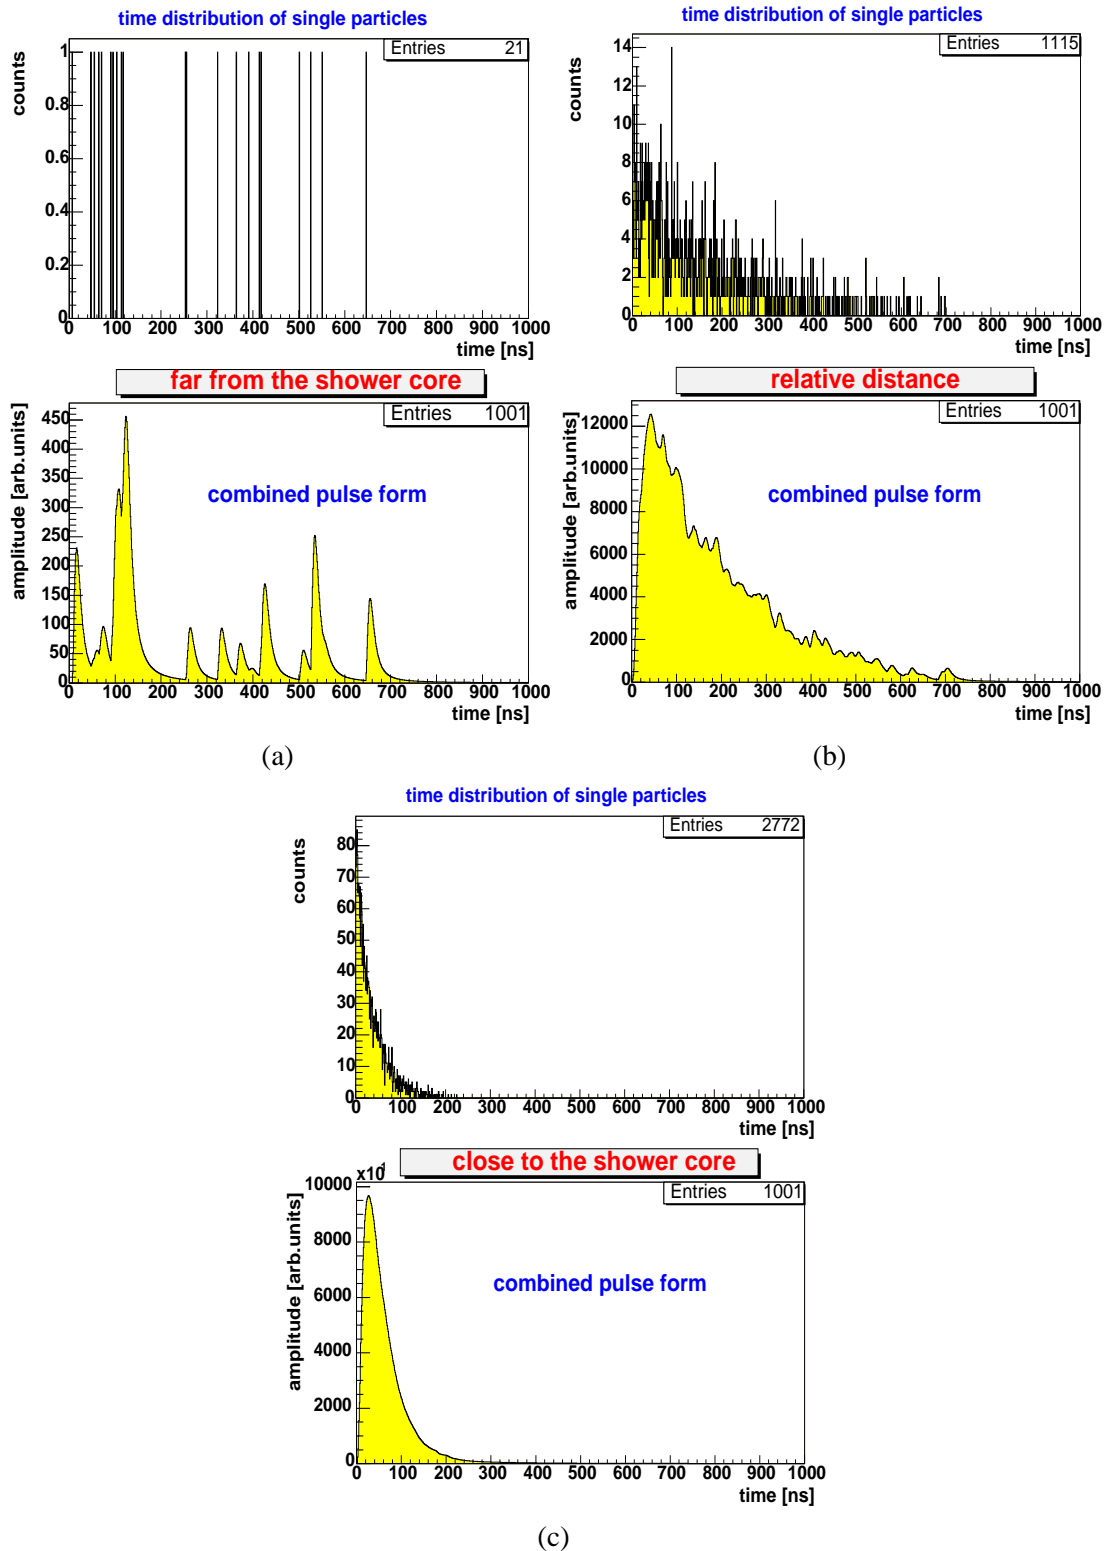 time distribution of single particles
counts
Entries 21
1
0.8
0.6
0.4
0.2
0
0 100 200 300 400 500 600 700 800 900 1000
time [ns]
far from the shower core
amplitude [arb.units]
Entries 1001
450
400
350
300
250
200
150
100
50
0
combined pulse form
0 100 200 300 400 500 600 700 800 900 1000
time [ns]
(a)
time distribution of single particles
counts
Entries 1115
14
12
10
8
6
4
2
0
0 100 200 300 400 500 600 700 800 900 1000
time [ns]
relative distance
amplitude [arb.units]
Entries 1001
12000
10000
8000
6000
4000
2000
0
combined pulse form
0 100 200 300 400 500 600 700 800 900 1000
time [ns]
(b)
time distribution of single particles
counts
Entries 2772
80
70
60
50
40
30
20
10
0
0 100 200 300 400 500 600 700 800 900 1000
time [ns]
close to the shower core
amplitude [arb.units]
x10
Entries 1001
10000
8000
6000
4000
2000
0
combined pulse form
0 100 200 300 400 500 600 700 800 900 1000
time [ns]
(c)